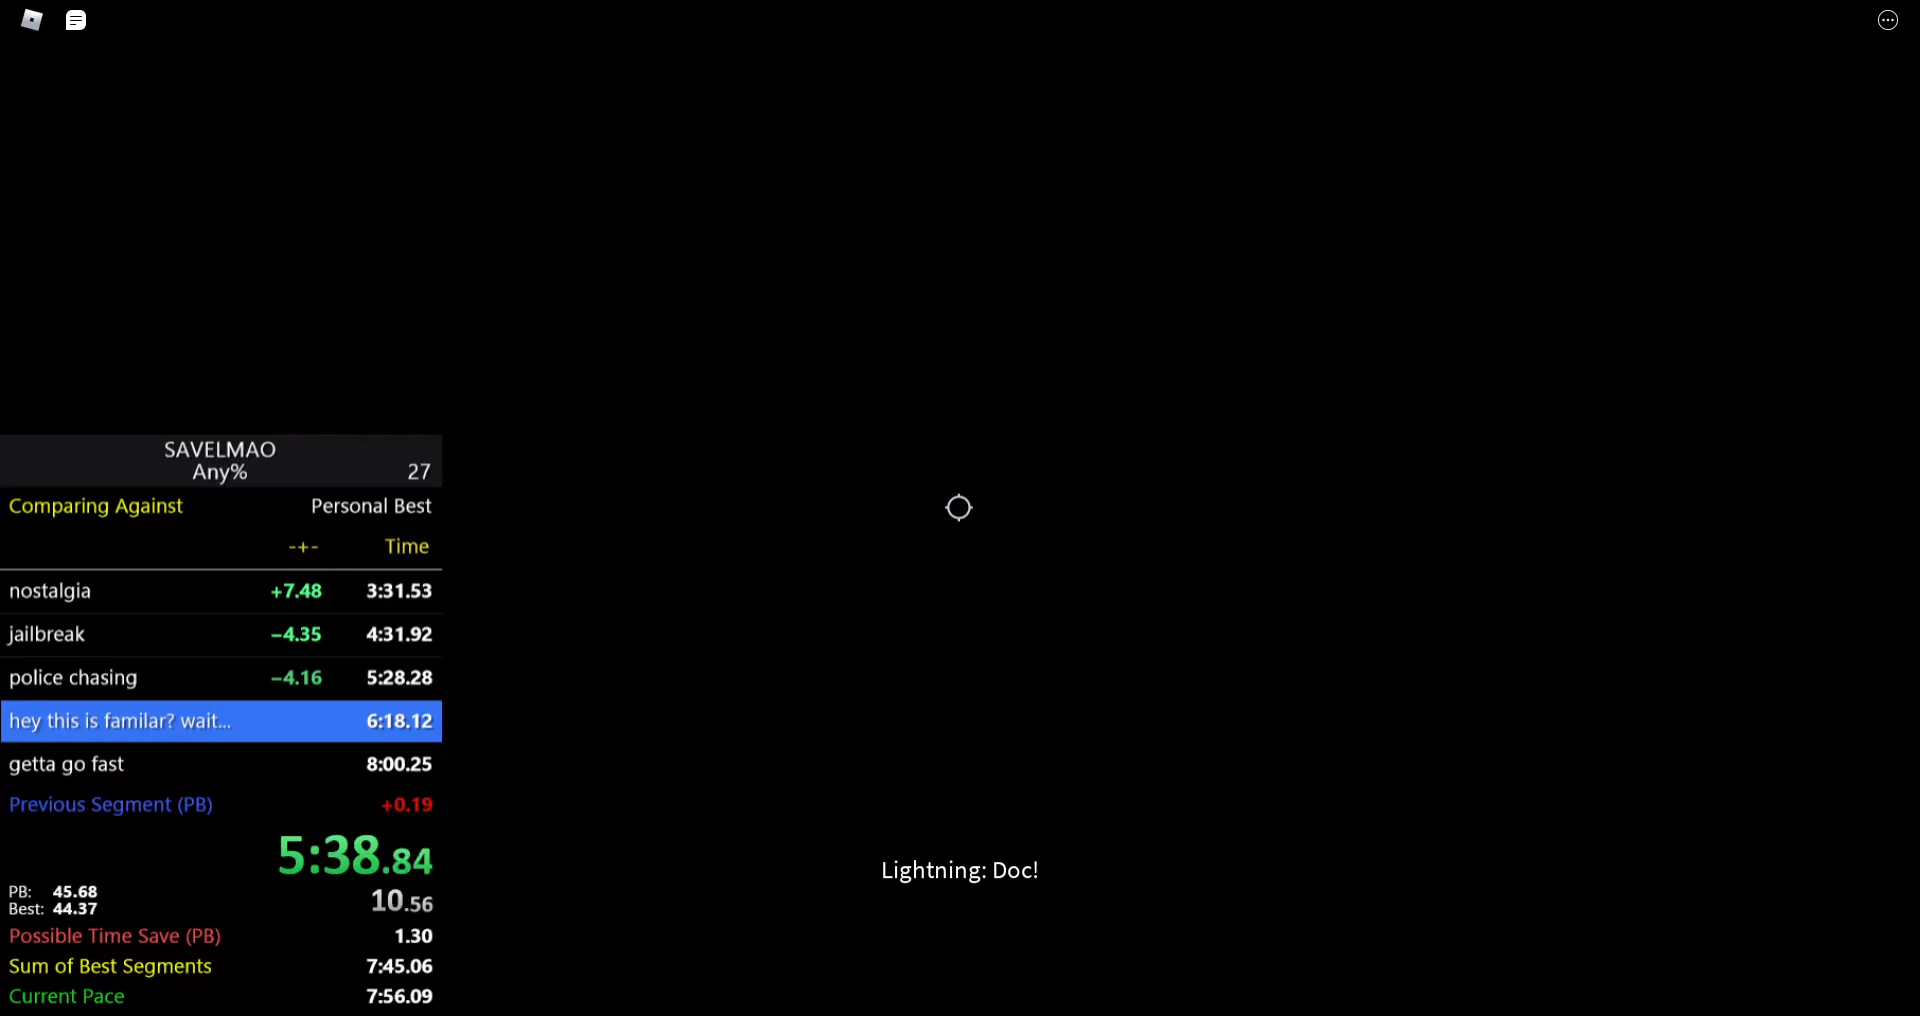 SAVELMAO
Any% 27
Comparing Against Personal Best
-+- Time
nostalgia +7.48 3:31.53
jailbreak −4.35 4:31.92
police chasing −4.16 5:28.28
hey this is familar? wait... 6:18.12
getta go fast 8:00.25
Previous Segment (PB) +0.19
5:38.84
PB: 45.68
Best: 44.37
10.56
Possible Time Save (PB) 1.30
Sum of Best Segments 7:45.06
Current Pace 7:56.09
Lightning: Doc!